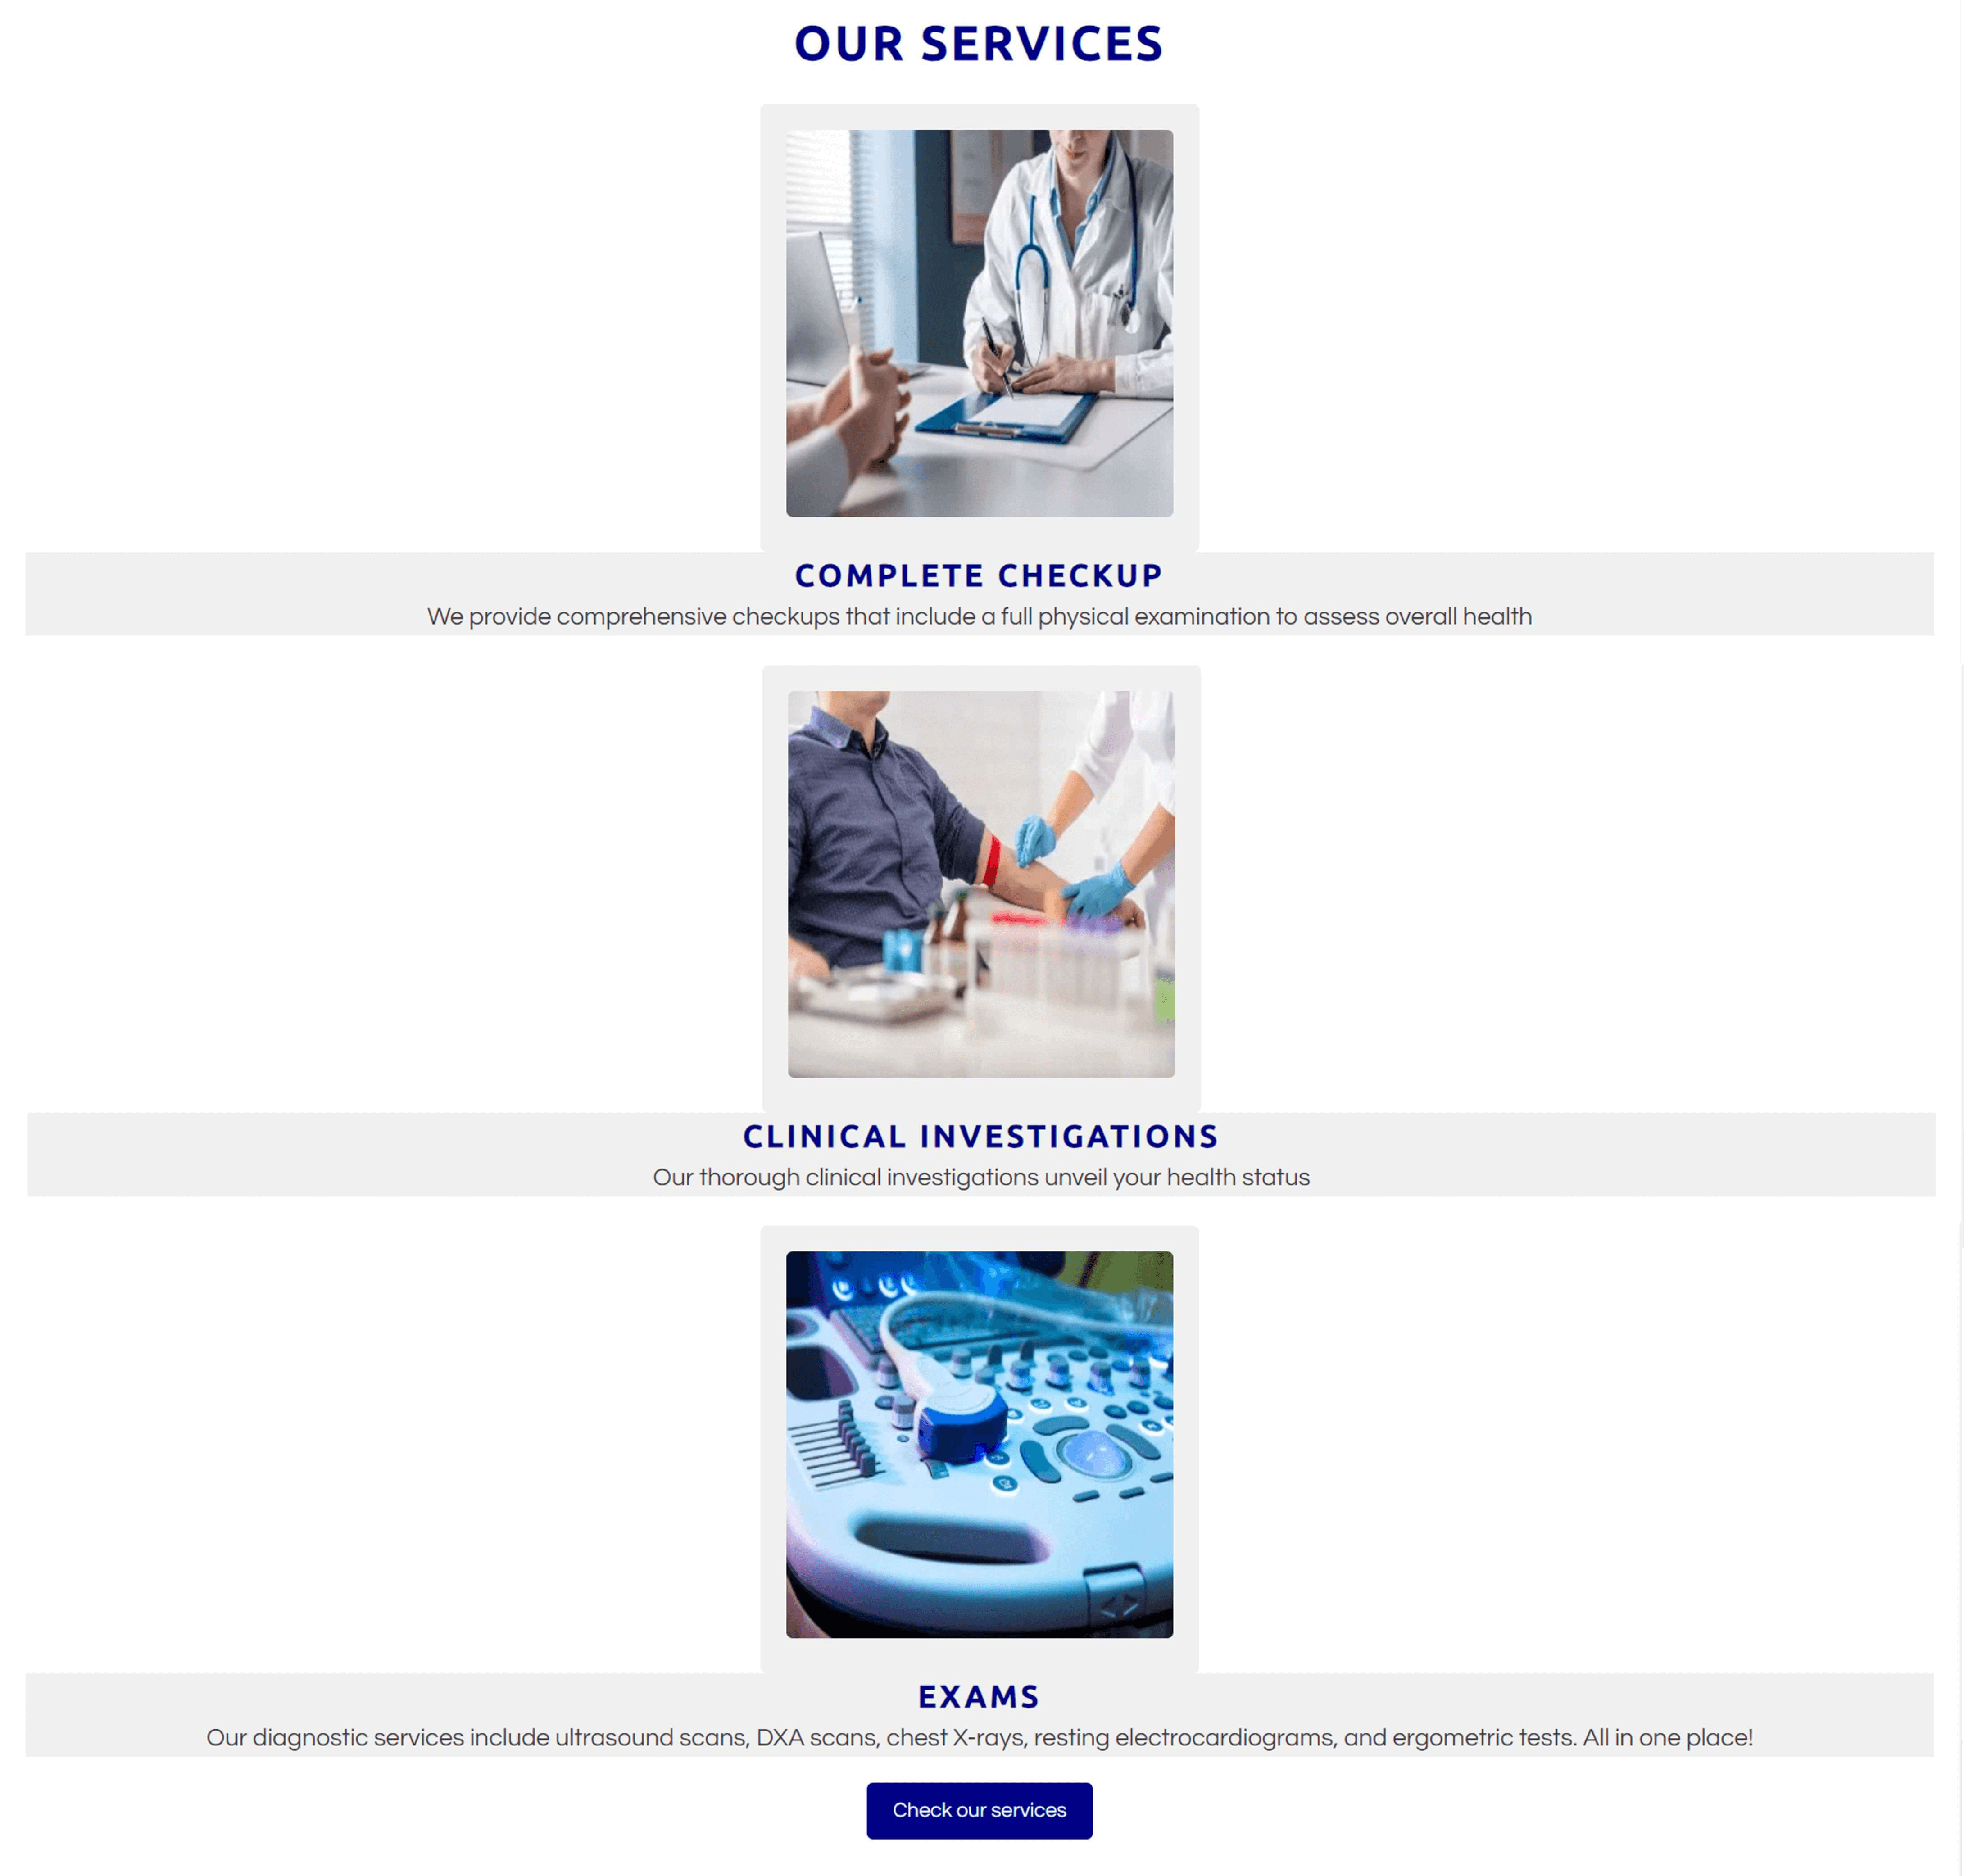 OUR SERVICES
COMPLETE CHECKUP
We provide comprehensive checkups that include a full physical examination to assess overall health
CLINICAL INVESTIGATIONS
Our thorough clinical investigations unveil your health status
EXAMS
Our diagnostic services include ultrasound scans, DXA scans, chest X-rays, resting electrocardiograms, and ergometric tests. All in one place!
Check our services